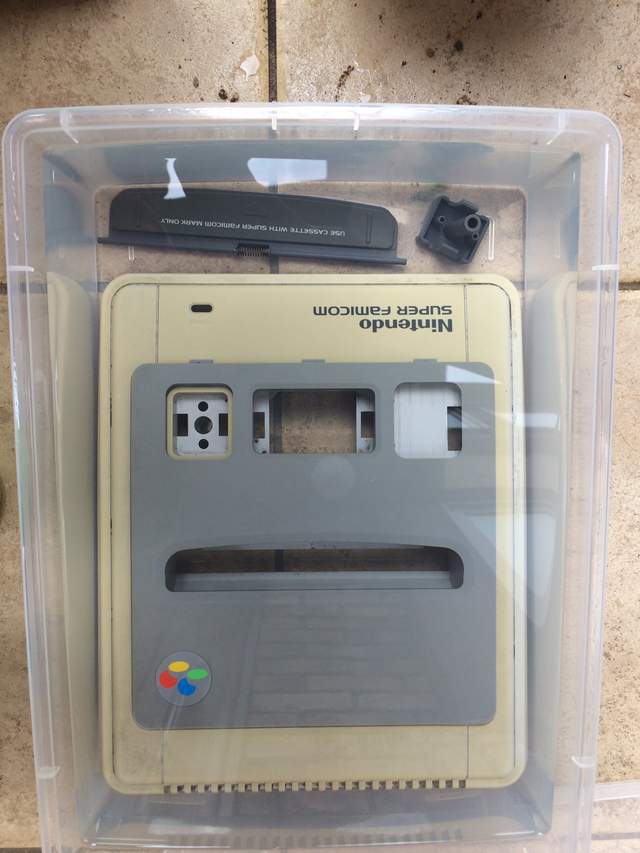 USE CASSETTE WITH SUPER FAMICOM MARK ONLY
Nintendo
SUPER FAMICOM